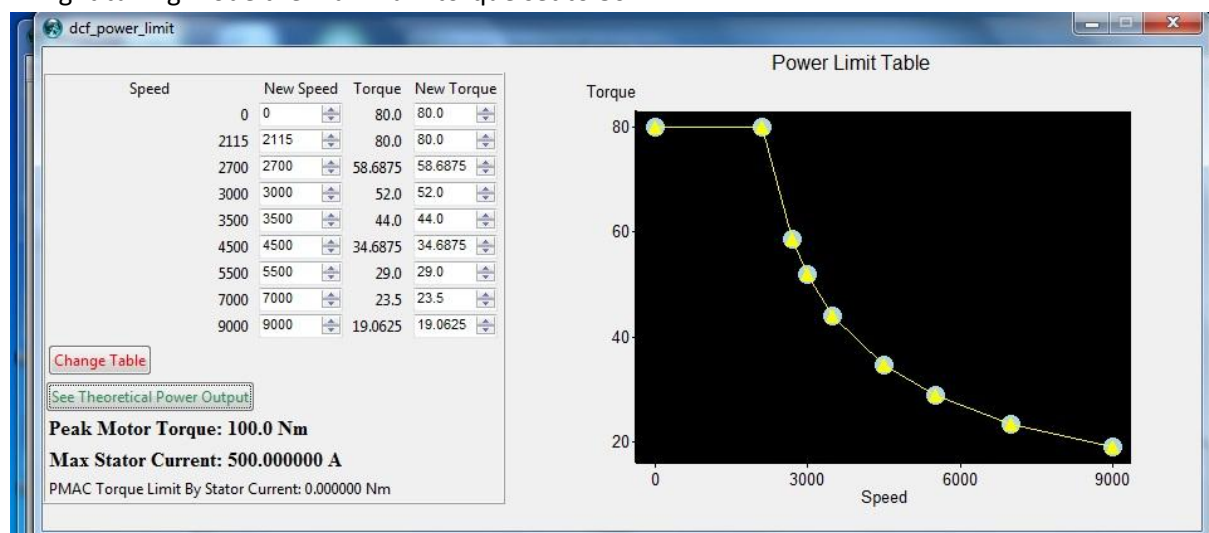 dcf_power_limit
Power Limit Table
Speed New Speed Torque New Torque
0 0 80.0 80.0
2115 2115 80.0 80.0
2700 2700 58.6875 58.6875
3000 3000 52.0 52.0
3500 3500 44.0 44.0
4500 4500 34.6875 34.6875
5500 5500 29.0 29.0
7000 7000 23.5 23.5
9000 9000 19.0625 19.0625
Change Table
See Theoretical Power Output
Peak Motor Torque: 100.0 Nm
Max Stator Current: 500.000000 A
PMAC Torque Limit By Stator Current: 0.000000 Nm
Torque
80
60
40
20
0 3000 6000 9000
Speed